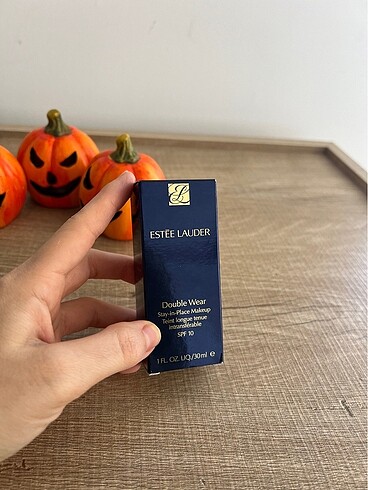 ESTĒE LAUDER
Double Wear
Stay-in-Place Makeup
Teint longue tenue
Intransférable
SPF 10
1 FL. OZ. LIQ./30ml e